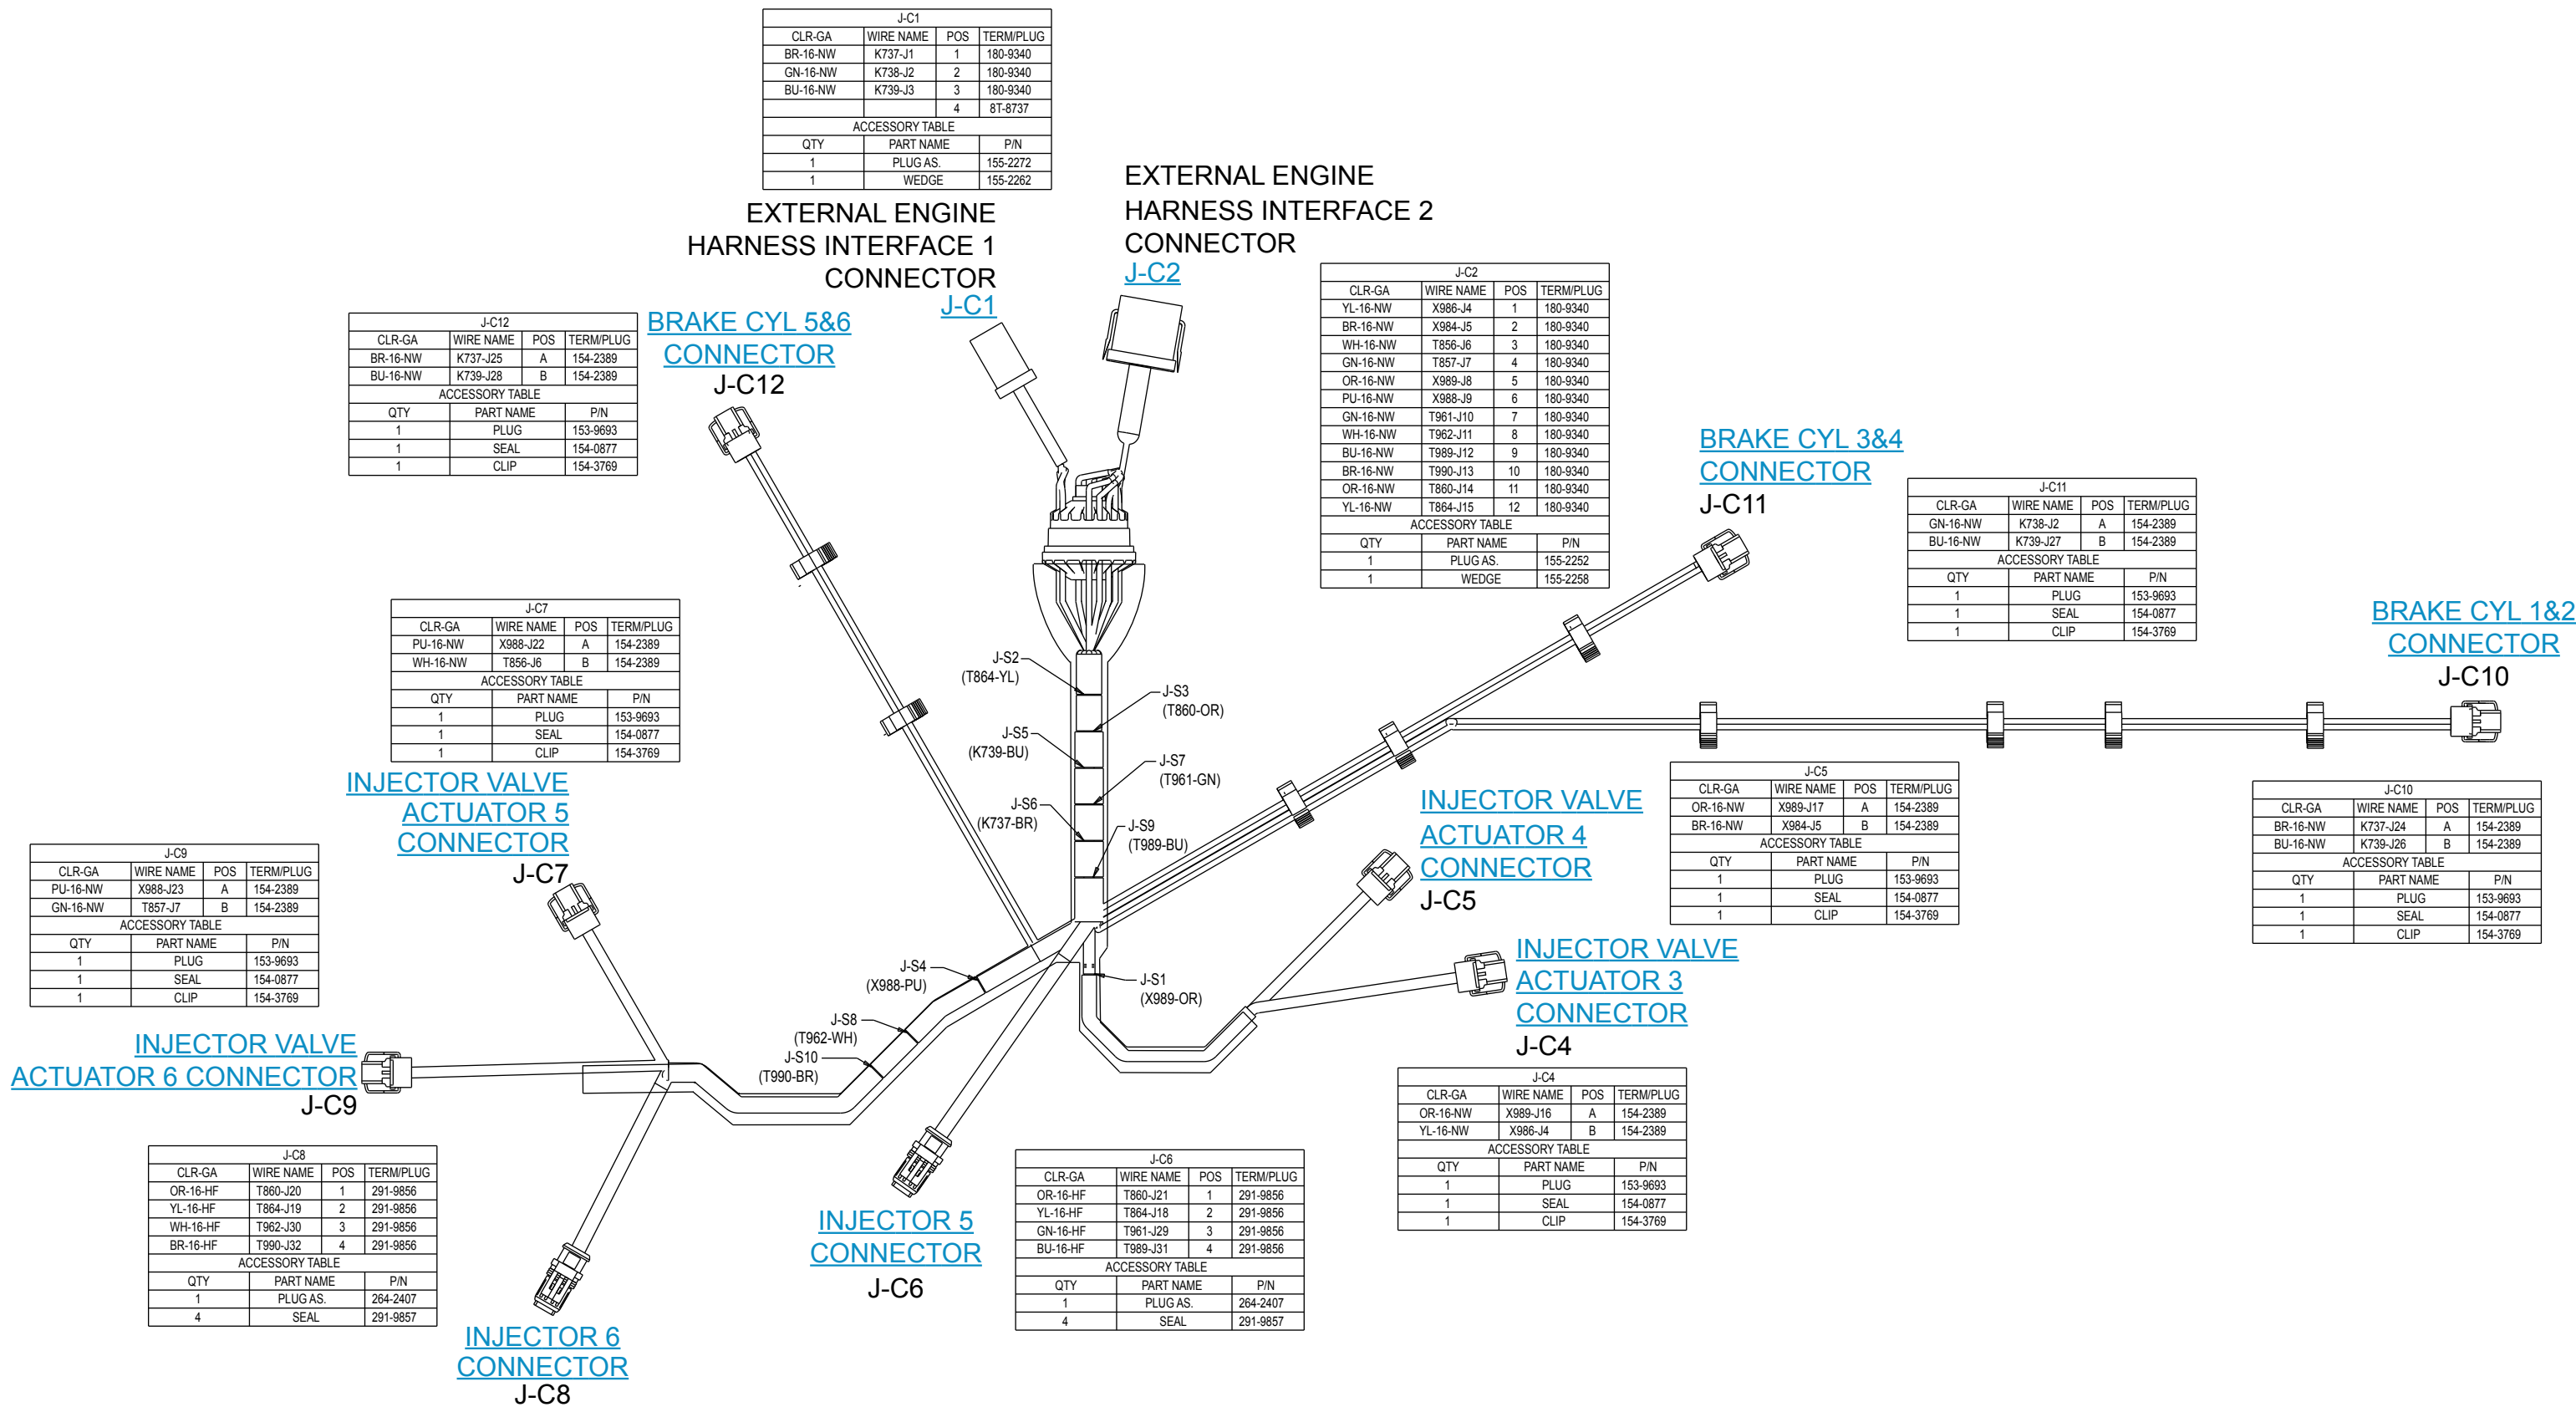 J-C1
CLR-GA WIRE NAME POS TERM/PLUG
BR-16-NW K737-J1 1 180-9340
GN-16-NW K738-J2 2 180-9340
BU-16-NW K739-J3 3 180-9340
4 8T-8737
ACCESSORY TABLE
QTY PART NAME P/N
1 PLUG AS. 155-2272
1 WEDGE 155-2262
EXTERNAL ENGINE
HARNESS INTERFACE 1
CONNECTOR
J-C1
EXTERNAL ENGINE
HARNESS INTERFACE 2
CONNECTOR
J-C2
J-C2
CLR-GA WIRE NAME POS TERM/PLUG
YL-16-NW X986-J4 1 180-9340
BR-16-NW X984-J5 2 180-9340
WH-16-NW T856-J6 3 180-9340
GN-16-NW T857-J7 4 180-9340
OR-16-NW X989-J8 5 180-9340
PU-16-NW X988-J9 6 180-9340
GN-16-NW T961-J10 7 180-9340
WH-16-NW T962-J11 8 180-9340
BU-16-NW T989-J12 9 180-9340
BR-16-NW T990-J13 10 180-9340
OR-16-NW T860-J14 11 180-9340
YL-16-NW T864-J15 12 180-9340
ACCESSORY TABLE
QTY PART NAME P/N
1 PLUG AS. 155-2252
1 WEDGE 155-2258
J-C12
CLR-GA WIRE NAME POS TERM/PLUG
BR-16-NW K737-J25 A 154-2389
BU-16-NW K739-J28 B 154-2389
ACCESSORY TABLE
QTY PART NAME P/N
1 PLUG 153-9693
1 SEAL 154-0877
1 CLIP 154-3769
BRAKE CYL 5&6
CONNECTOR
J-C12
BRAKE CYL 3&4
CONNECTOR
J-C11
J-C11
CLR-GA WIRE NAME POS TERM/PLUG
GN-16-NW K738-J2 A 154-2389
BU-16-NW K739-J27 B 154-2389
ACCESSORY TABLE
QTY PART NAME P/N
1 PLUG 153-9693
1 SEAL 154-0877
1 CLIP 154-3769
BRAKE CYL 1&2
CONNECTOR
J-C10
J-C7
CLR-GA WIRE NAME POS TERM/PLUG
PU-16-NW X988-J22 A 154-2389
WH-16-NW T856-J6 B 154-2389
ACCESSORY TABLE
QTY PART NAME P/N
1 PLUG 153-9693
1 SEAL 154-0877
1 CLIP 154-3769
INJECTOR VALVE
ACTUATOR 5
CONNECTOR
J-C7
J-S2
(T864-YL)
J-S3
(T860-OR)
J-S5
(K739-BU)
J-S7
(T961-GN)
J-S6
(K737-BR)
J-S9
(T989-BU)
J-C5
CLR-GA WIRE NAME POS TERM/PLUG
OR-16-NW X989-J17 A 154-2389
BR-16-NW X984-J5 B 154-2389
ACCESSORY TABLE
QTY PART NAME P/N
1 PLUG 153-9693
1 SEAL 154-0877
1 CLIP 154-3769
INJECTOR VALVE
ACTUATOR 4
CONNECTOR
J-C5
J-C10
CLR-GA WIRE NAME POS TERM/PLUG
BR-16-NW K737-J24 A 154-2389
BU-16-NW K739-J26 B 154-2389
ACCESSORY TABLE
QTY PART NAME P/N
1 PLUG 153-9693
1 SEAL 154-0877
1 CLIP 154-3769
J-C9
CLR-GA WIRE NAME POS TERM/PLUG
PU-16-NW X988-J23 A 154-2389
GN-16-NW T857-J7 B 154-2389
ACCESSORY TABLE
QTY PART NAME P/N
1 PLUG 153-9693
1 SEAL 154-0877
1 CLIP 154-3769
INJECTOR VALVE
ACTUATOR 6 CONNECTOR
J-C9
J-S4
(X988-PU)
J-S8
(T962-WH)
J-S10
(T990-BR)
J-S1
(X989-OR)
INJECTOR VALVE
ACTUATOR 3
CONNECTOR
J-C4
J-C4
CLR-GA WIRE NAME POS TERM/PLUG
OR-16-NW X989-J16 A 154-2389
YL-16-NW X986-J4 B 154-2389
ACCESSORY TABLE
QTY PART NAME P/N
1 PLUG 153-9693
1 SEAL 154-0877
1 CLIP 154-3769
J-C8
CLR-GA WIRE NAME POS TERM/PLUG
OR-16-HF T860-J20 1 291-9856
YL-16-HF T864-J19 2 291-9856
WH-16-HF T962-J30 3 291-9856
BR-16-HF T990-J32 4 291-9856
ACCESSORY TABLE
QTY PART NAME P/N
1 PLUG AS. 264-2407
4 SEAL 291-9857
INJECTOR 6
CONNECTOR
J-C8
INJECTOR 5
CONNECTOR
J-C6
J-C6
CLR-GA WIRE NAME POS TERM/PLUG
OR-16-HF T860-J21 1 291-9856
YL-16-HF T864-J18 2 291-9856
GN-16-HF T961-J29 3 291-9856
BU-16-HF T989-J31 4 291-9856
ACCESSORY TABLE
QTY PART NAME P/N
1 PLUG AS. 264-2407
4 SEAL 291-9857